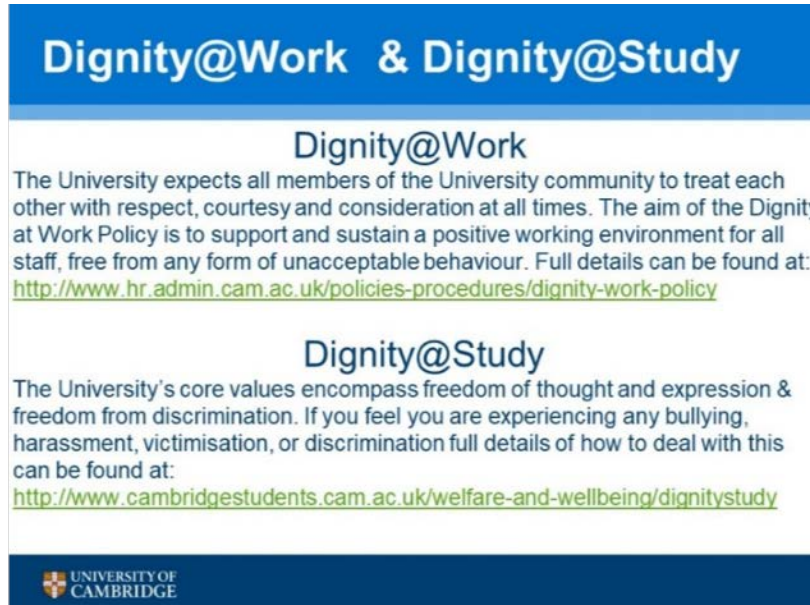 Dignity@Work & Dignity@Study
Dignity@Work
The University expects all members of the University community to treat each
other with respect, courtesy and consideration at all times. The aim of the Dignity
at Work Policy is to support and sustain a positive working environment for all
staff, free from any form of unacceptable behaviour. Full details can be found at:
http://www.hr.admin.cam.ac.uk/policies-procedures/dignity-work-policy
Dignity@Study
The University's core values encompass freedom of thought and expression &
freedom from discrimination. If you feel you are experiencing any bullying,
harassment, victimisation, or discrimination full details of how to deal with this
can be found at:
http://www.cambridgestudents.cam.ac.uk/welfare-and-wellbeing/dignitystudy
UNIVERSITY OF
CAMBRIDGE